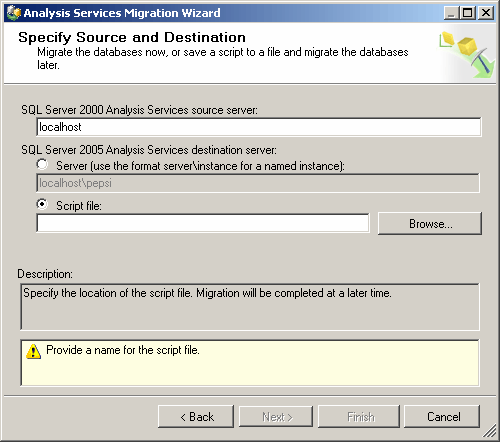 Analysis Services Migration Wizard
Specify Source and Destination
Migrate the databases now, or save a script to a file and migrate the databases
later.
SQL Server 2000 Analysis Services source server:
localhost
SQL Server 2005 Analysis Services destination server:
Server (use the format server\instance for a named instance):
localhost\pepsi
Script file:
Browse...
Description:
Specify the location of the script file. Migration will be completed at a later time.
Provide a name for the script file.
< Back
Next >
Finish
Cancel